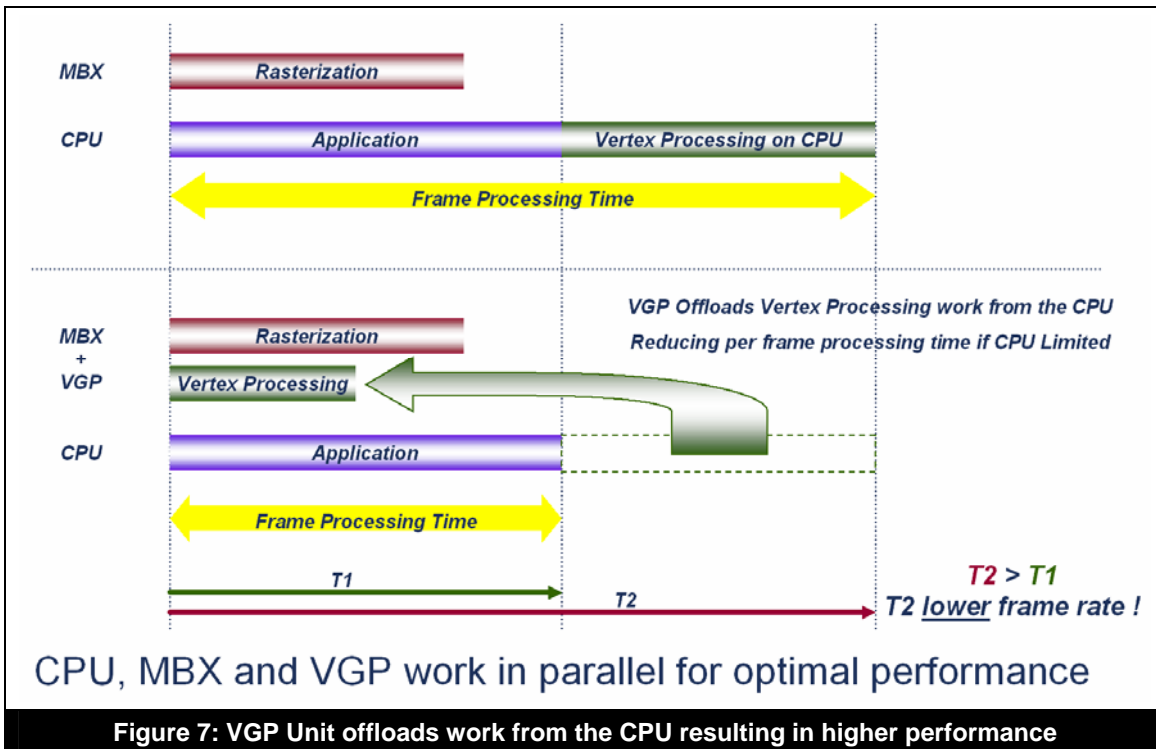 MBX
Rasterization
CPU
Application
Vertex Processing on CPU
Frame Processing Time
VGP Offloads Vertex Processing work from the CPU
Reducing per frame processing time if CPU Limited
MBX
+
VGP
Rasterization
Vertex Processing
CPU
Application
Frame Processing Time
T1
T2
T2 > T1
T2 lower frame rate !
CPU, MBX and VGP work in parallel for optimal performance
Figure 7: VGP Unit offloads work from the CPU resulting in higher performance